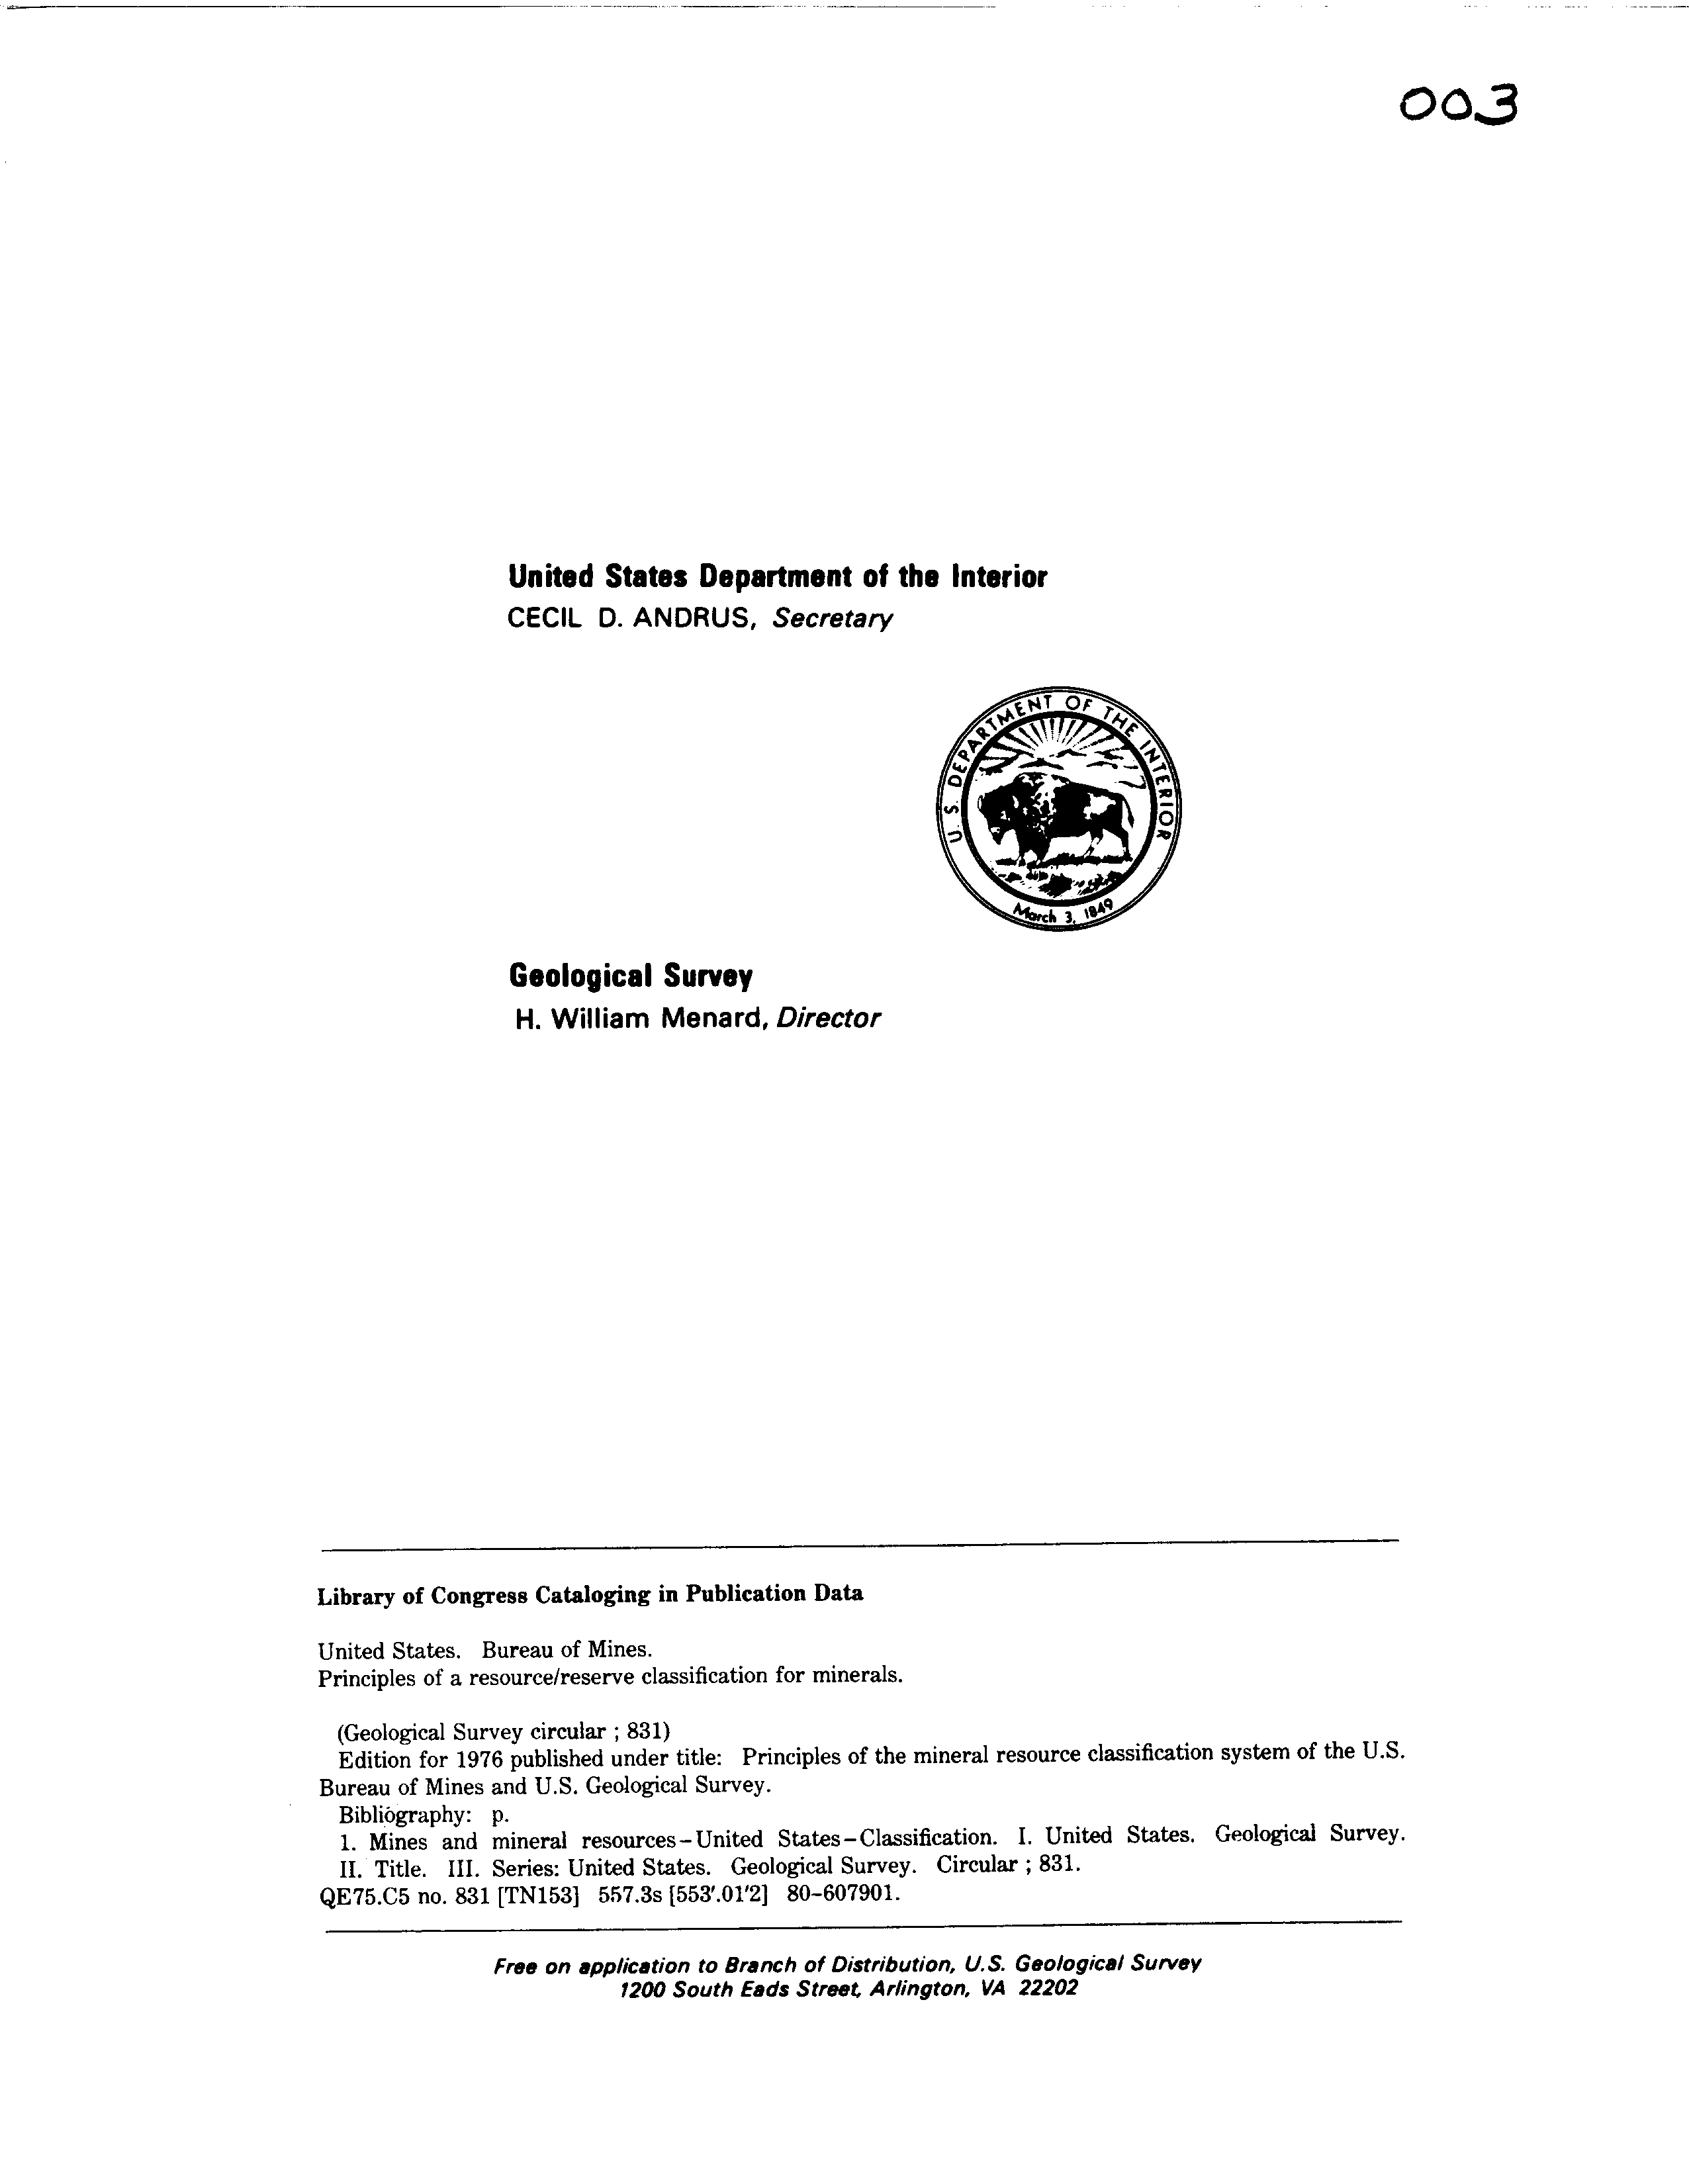 003
United States Department of the Interior
CECIL D. ANDRUS, Secretary
U. S. DEPARTMENT OF THE INTERIOR
March 3, 1849
Geological Survey
H. William Menard, Director
Library of Congress Cataloging in Publication Data
United States. Bureau of Mines.
Principles of a resource/reserve classification for minerals.
(Geological Survey circular ; 831)
Edition for 1976 published under title: Principles of the mineral resource classification system of the U.S.
Bureau of Mines and U.S. Geological Survey.
Bibliography: p.
1. Mines and mineral resources–United States–Classification. I. United States. Geological Survey.
II. Title. III. Series: United States. Geological Survey. Circular ; 831.
QE75.C5 no. 831 [TN153] 557.3s [553′.01′2] 80–607901.
Free on application to Branch of Distribution, U.S. Geological Survey
1200 South Eads Street, Arlington, VA 22202